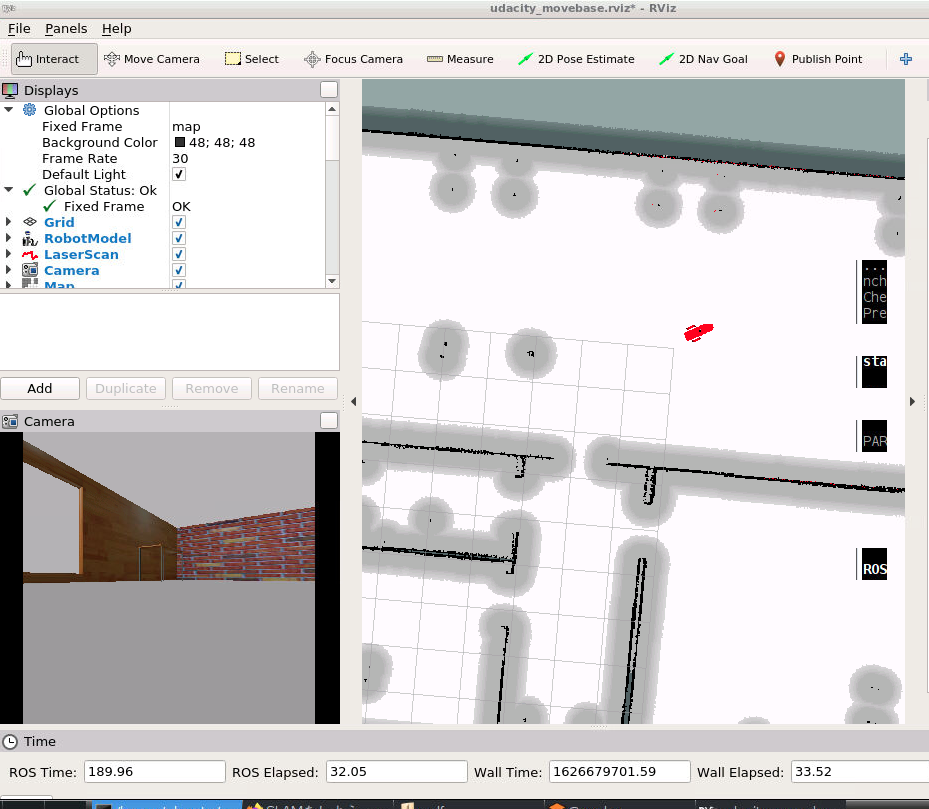 udacity_movebase.rviz* - RViz
File Panels Help
Interact Move Camera Select Focus Camera Measure 2D Pose Estimate 2D Nav Goal Publish Point
Displays
Global Options
Fixed Frame map
Background Color 48; 48; 48
Frame Rate 30
Default Light
Global Status: Ok
Fixed Frame OK
Grid
RobotModel
LaserScan
Camera
Map
...
nch
Che
Pre
sta
PAR
ROS
Add Duplicate Remove Rename
Camera
Time
ROS Time: 189.96 ROS Elapsed: 32.05 Wall Time: 1626679701.59 Wall Elapsed: 33.52